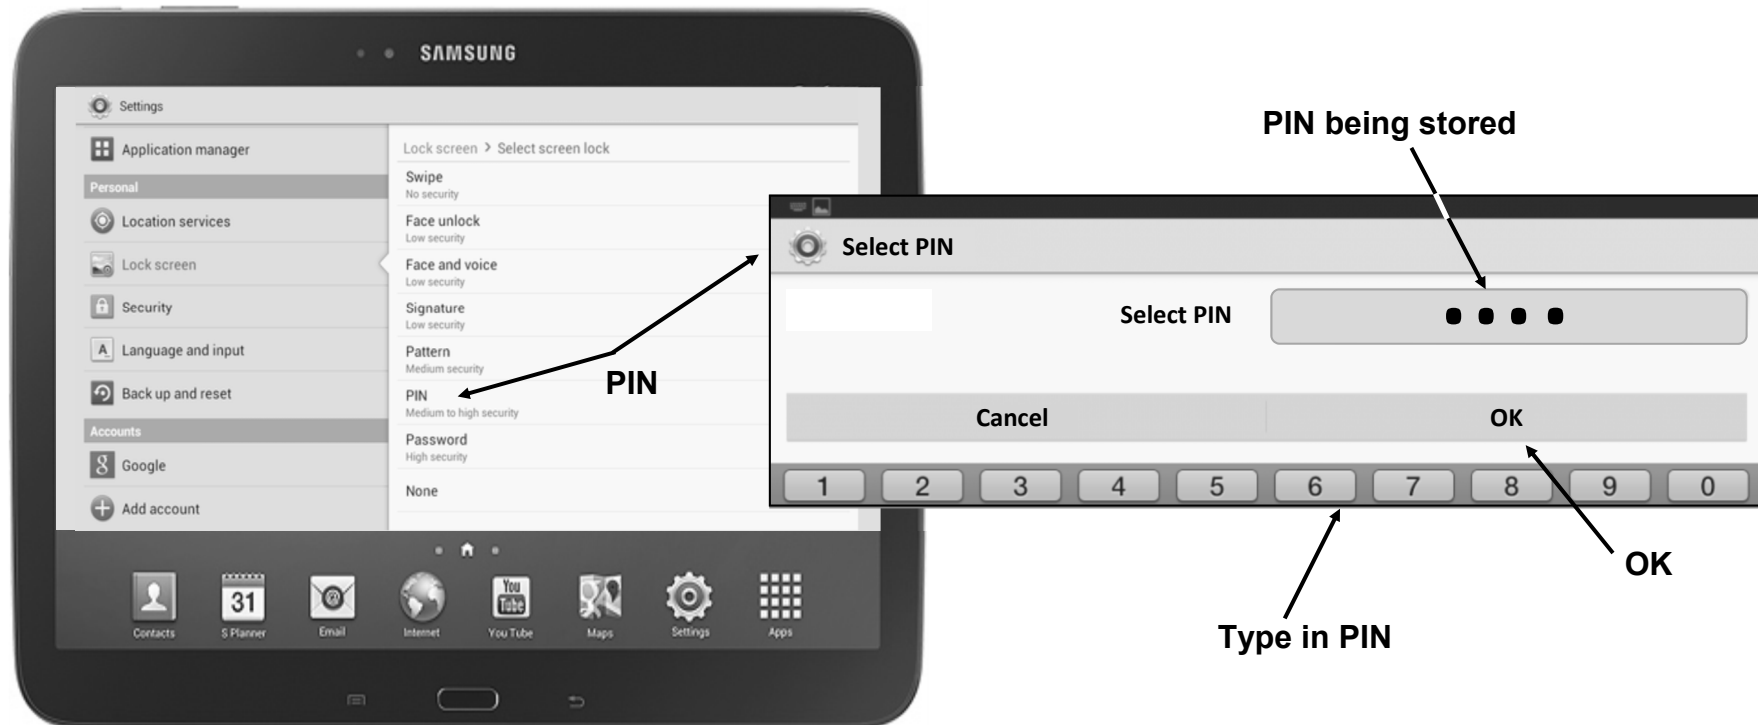 SAMSUNG
Settings
Application manager
Personal
Location services
Lock screen
Security
A Language and input
Back up and reset
Accounts
g Google
Add account
Lock screen > Select screen lock
Swipe
No security
Face unlock
Low security
Face and voice
Low security
Signature
Low security
Pattern
Medium security
PIN
Medium to high security
Password
High security
None
PIN
31
You
Tube
Contacts
S Planner
Email
Internet
You Tube
Maps
Settings
Apps
PIN being stored
Select PIN
Select PIN
Cancel
OK
1 2 3 4 5 6 7 8 9 0
OK
Type in PIN